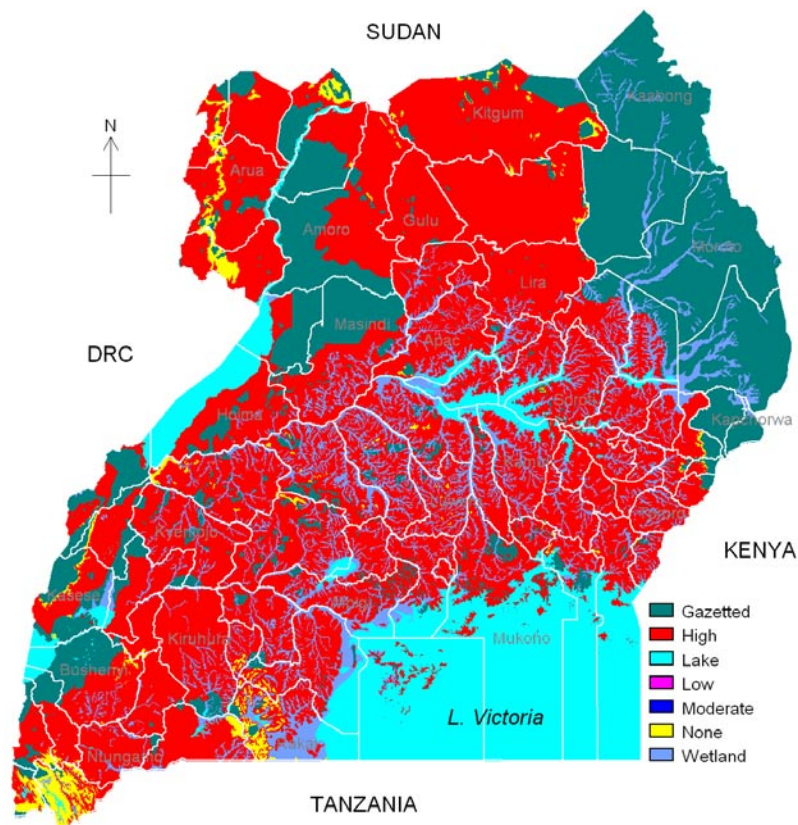 SUDAN
Kaabong
Kitgum
N
Arua
Amoro
Gulu
Moroto
Lira
Masindi
DRC
Apac
Soroti
Hoima
Kapchorwa
Kyenjojo
KENYA
Kasese
Gazetted
High
Kiruhura
Mukono
Lake
Bushenyi
Low
Moderate
L. Victoria
None
Ntungamo
Rakai
Wetland
TANZANIA